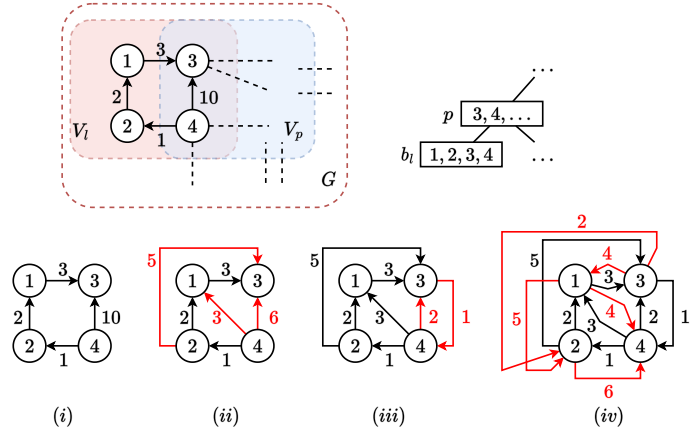 1 3 3
2 10
2 1 4
V_l V_p
G
...
p 3, 4, ...
b_l 1, 2, 3, 4 ...
1 3 3
2 10
2 1 4
(i)
5
1 3 3
2 3 6
2 1 4
(ii)
5
1 3 3
2 3 2 1
2 1 4
(iii)
2
5 4
1 3 3
5 2 3 4 2 1
2 1 4
6
(iv)